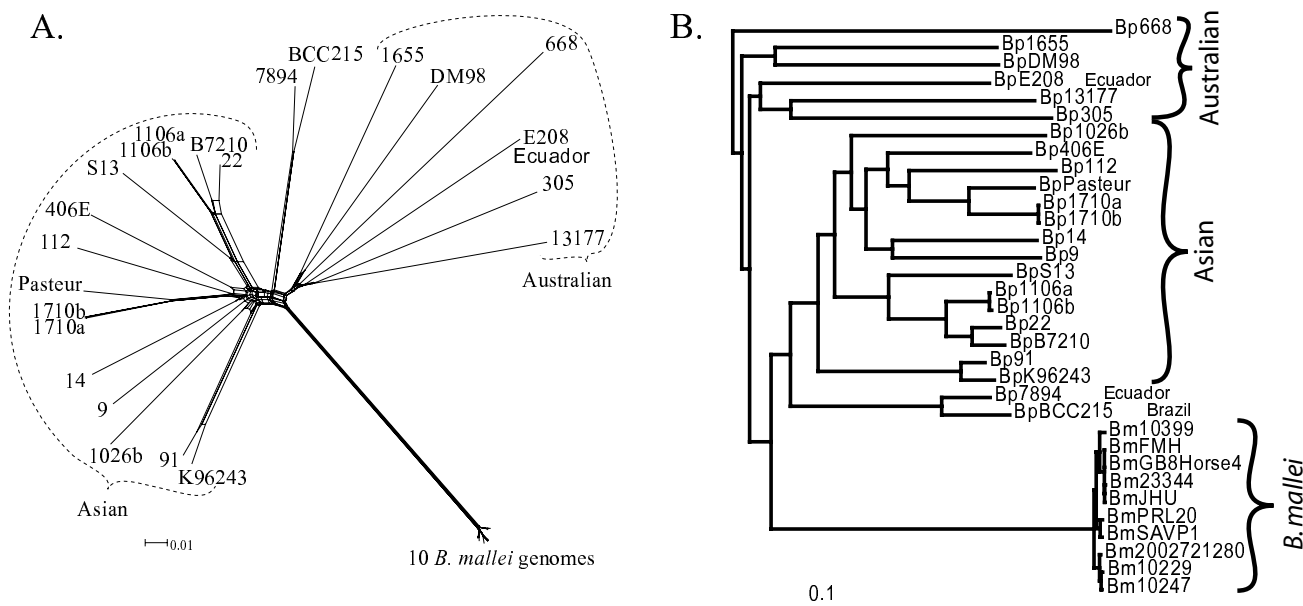 A.
BCC215
7894
1655
668
DM98
E208
Ecuador
305
13177
Australian
1106a
1106b
B7210
22
S13
406E
112
Pasteur
1710b
1710a
14
9
1026b
91
K96243
Asian
0.01
10 B. mallei genomes
B.
Bp668
Bp1655
BpDM98
BpE208 Ecuador
Bp13177
Bp305
Australian
Bp1026b
Bp406E
Bp112
BpPasteur
Bp1710a
Bp1710b
Bp14
Bp9
BpS13
Bp1106a
Bp1106b
Bp22
BpB7210
Bp91
BpK96243
Asian
Bp7894 Ecuador
BpBCC215 Brazil
Bm10399
BmFMH
BmGB8Horse4
Bm23344
BmJHU
BmPRL20
BmSAVP1
Bm2002721280
Bm10229
Bm10247
B.mallei
0.1